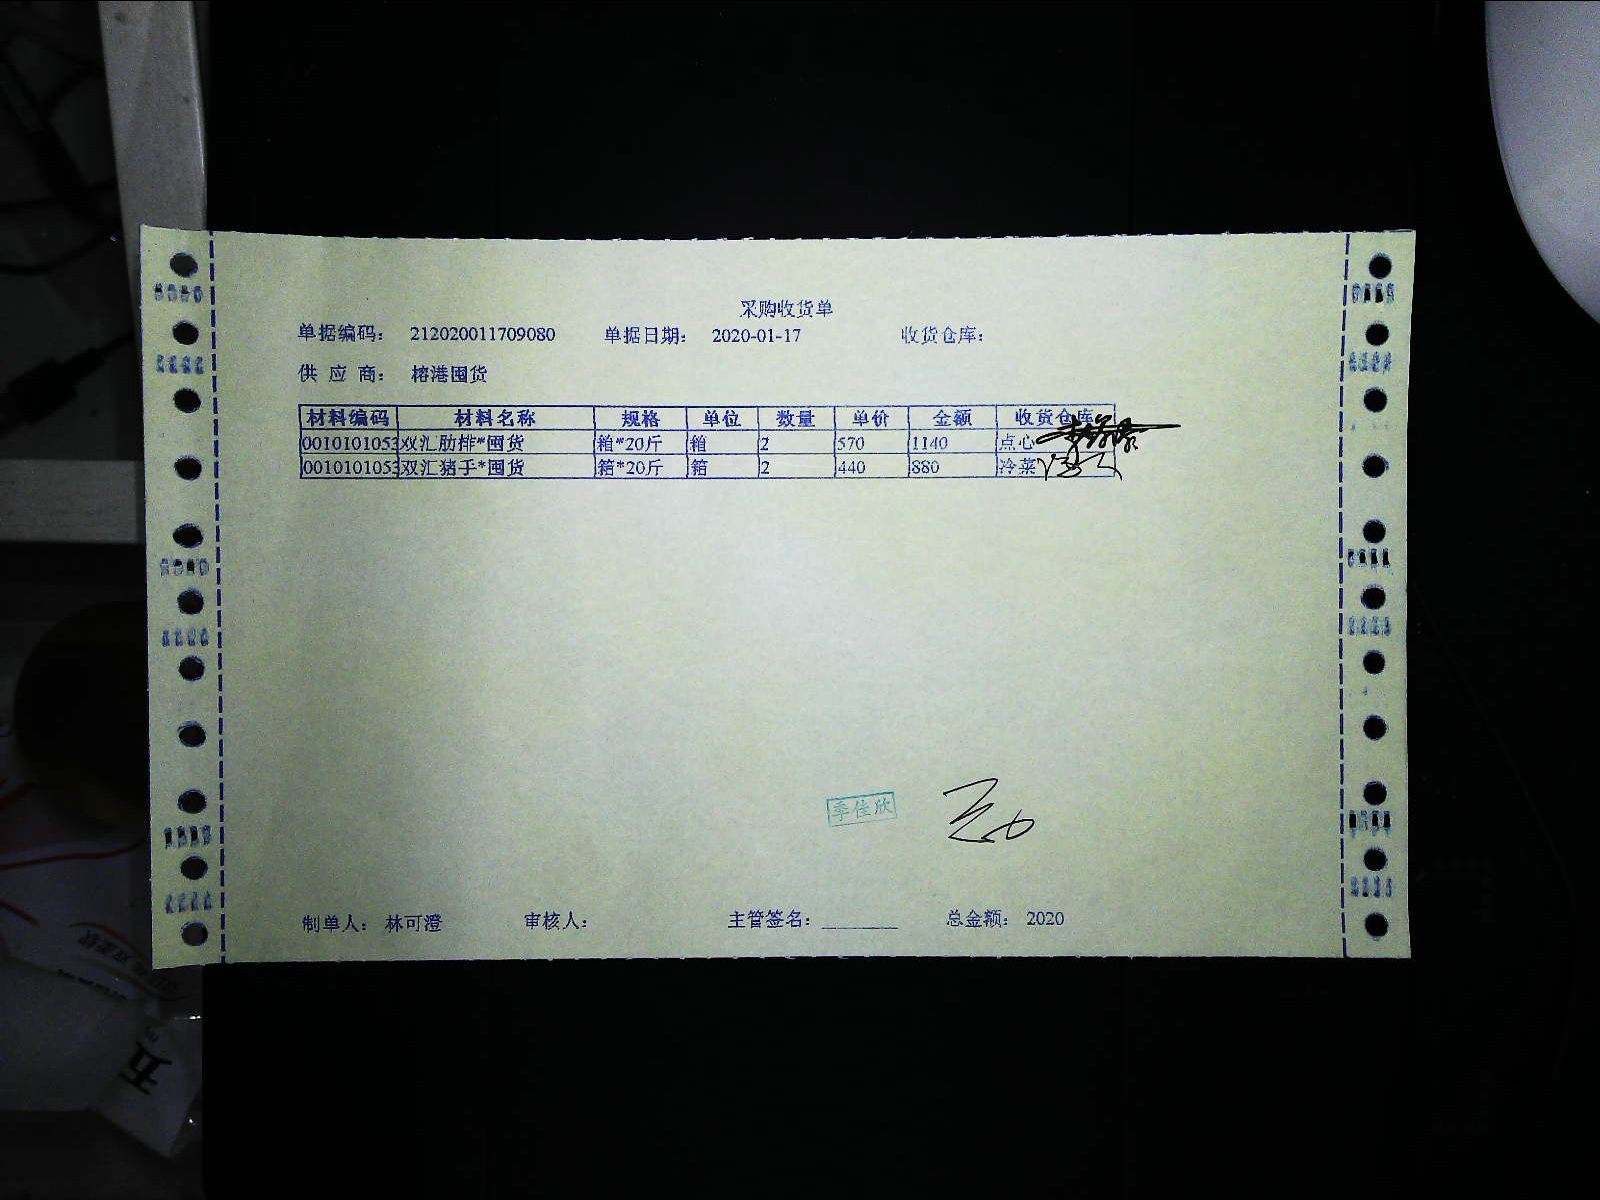 采购收货单
单据编码： 212020011709080 单据日期： 2020-01-17 收货仓库：
供 应 商： 榕港囤货
材料编码 材料名称 规格 单位 数量 单价 金额 收货仓库
0010101053 双汇肋排*囤货 箱*20斤 箱 2 570 1140 点心
0010101053 双汇猪手*囤货 箱*20斤 箱 2 440 880 冷菜
季佳欣
制单人： 林可澄 审核人： 主管签名： 总金额： 2020
五